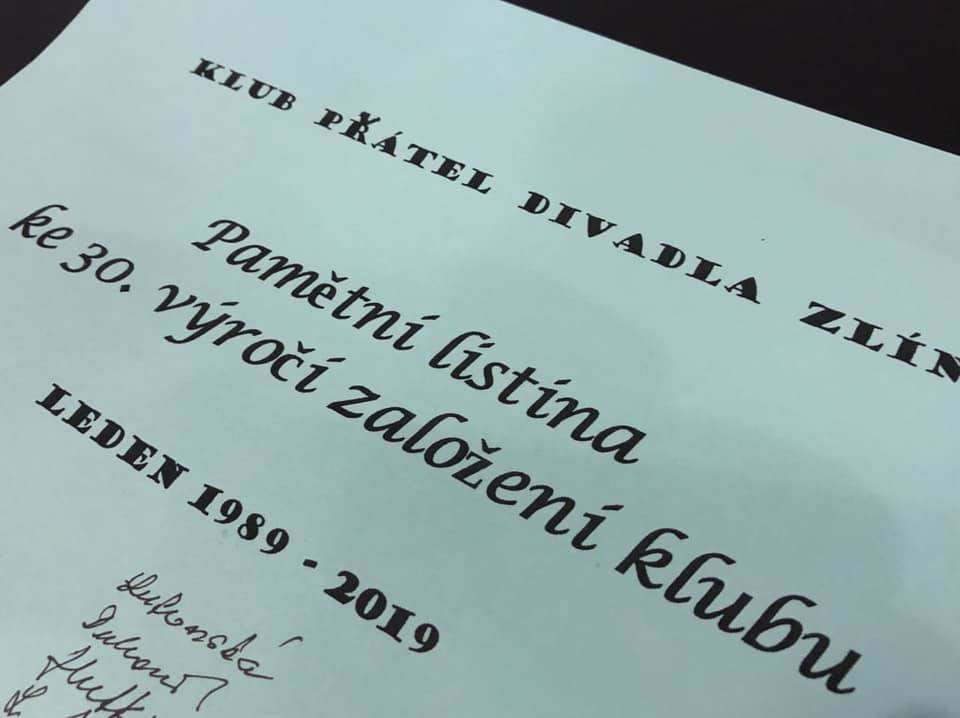 KLUB PŘÁTEL DIVADLA ZLÍN
Pamětní listina
ke 30. výročí založení klubu
LEDEN 1989 - 2019